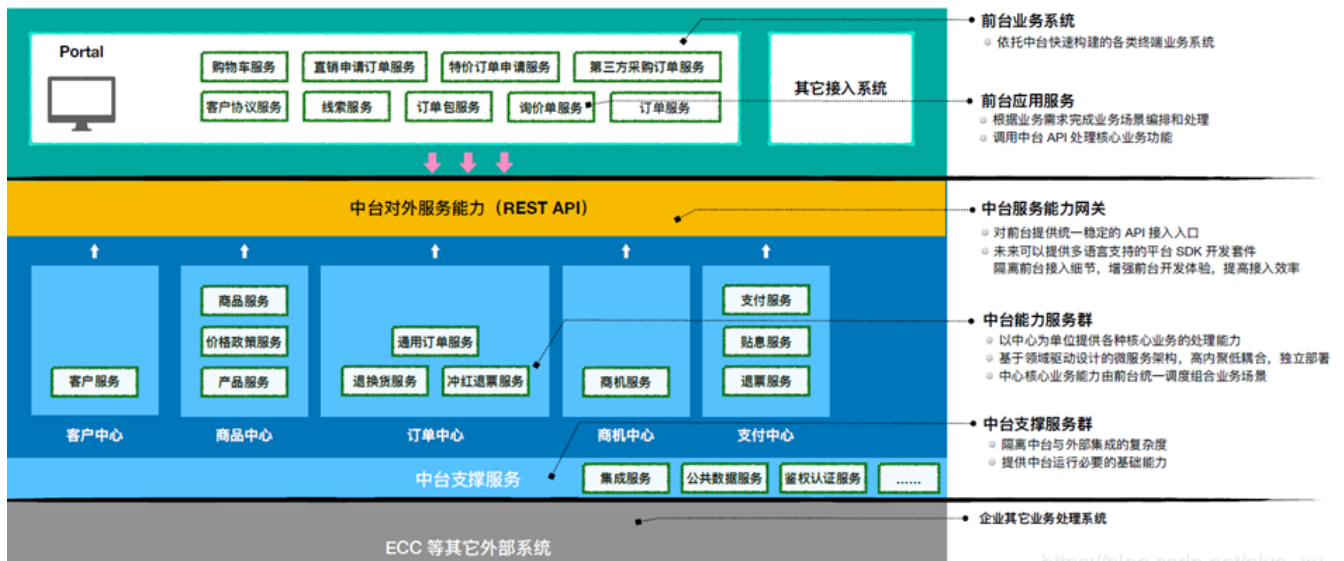 Portal
购物车服务
直销申请订单服务
特价订单申请服务
第三方采购订单服务
客户协议服务
线索服务
订单包服务
询价单服务
订单服务
其它接入系统
前台业务系统
依托中台快速构建的各类终端业务系统
前台应用服务
根据业务需求完成业务场景编排和处理
调用中台 API 处理核心业务功能
中台对外服务能力（REST API）
中台服务能力网关
对前台提供统一稳定的 API 接入入口
未来可以提供多语言支持的平台 SDK 开发套件
隔离前台接入细节，增强前台开发体验，提高接入效率
客户服务
客户中心
商品服务
价格政策服务
产品服务
商品中心
通用订单服务
退换货服务
冲红退票服务
订单中心
商机服务
商机中心
支付服务
贴息服务
退票服务
支付中心
中台能力服务群
以中心为单位提供各种核心业务的处理能力
基于领域驱动设计的微服务架构，高内聚低耦合，独立部署
中心核心业务能力由前台统一调度组合业务场景
中台支撑服务
集成服务
公共数据服务
鉴权认证服务
......
中台支撑服务群
隔离中台与外部集成的复杂度
提供中台运行必要的基础能力
ECC 等其它外部系统
企业其它业务处理系统